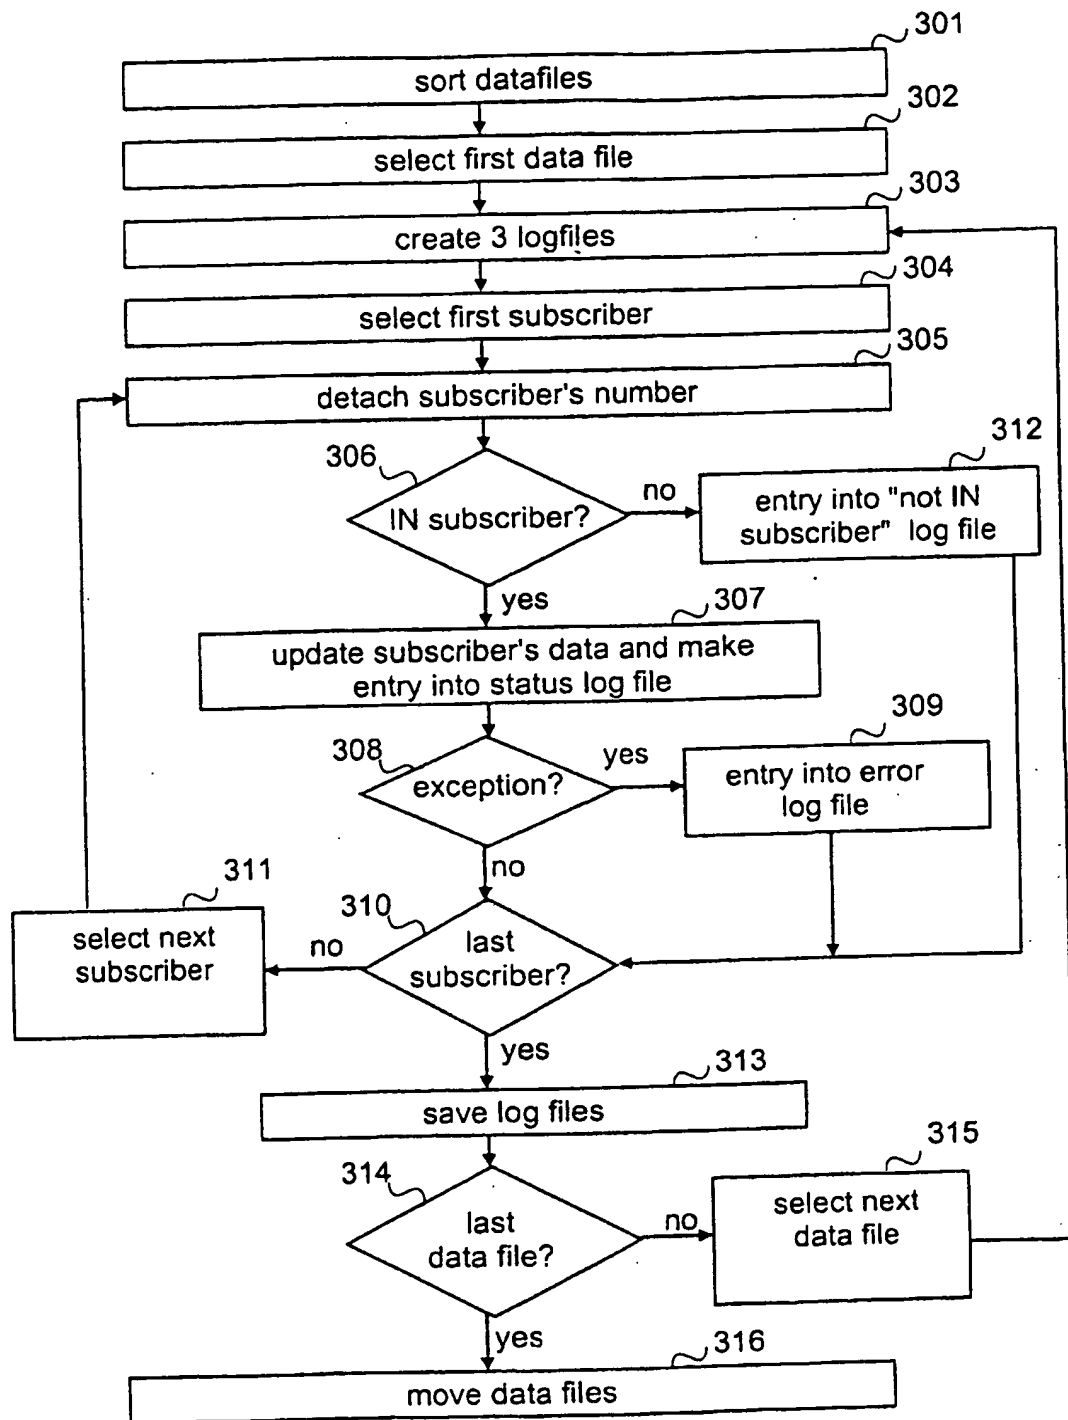 301
sort datafiles
302
select first data file
303
create 3 logfiles
304
select first subscriber
305
detach subscriber's number
306
IN subscriber?
no
312
entry into "not IN
subscriber" log file
yes
307
update subscriber's data and make
entry into status log file
308
exception?
yes
309
entry into error
log file
no
311
select next
subscriber
no
310
last
subscriber?
yes
313
save log files
314
last
data file?
no
315
select next
data file
yes
316
move data files